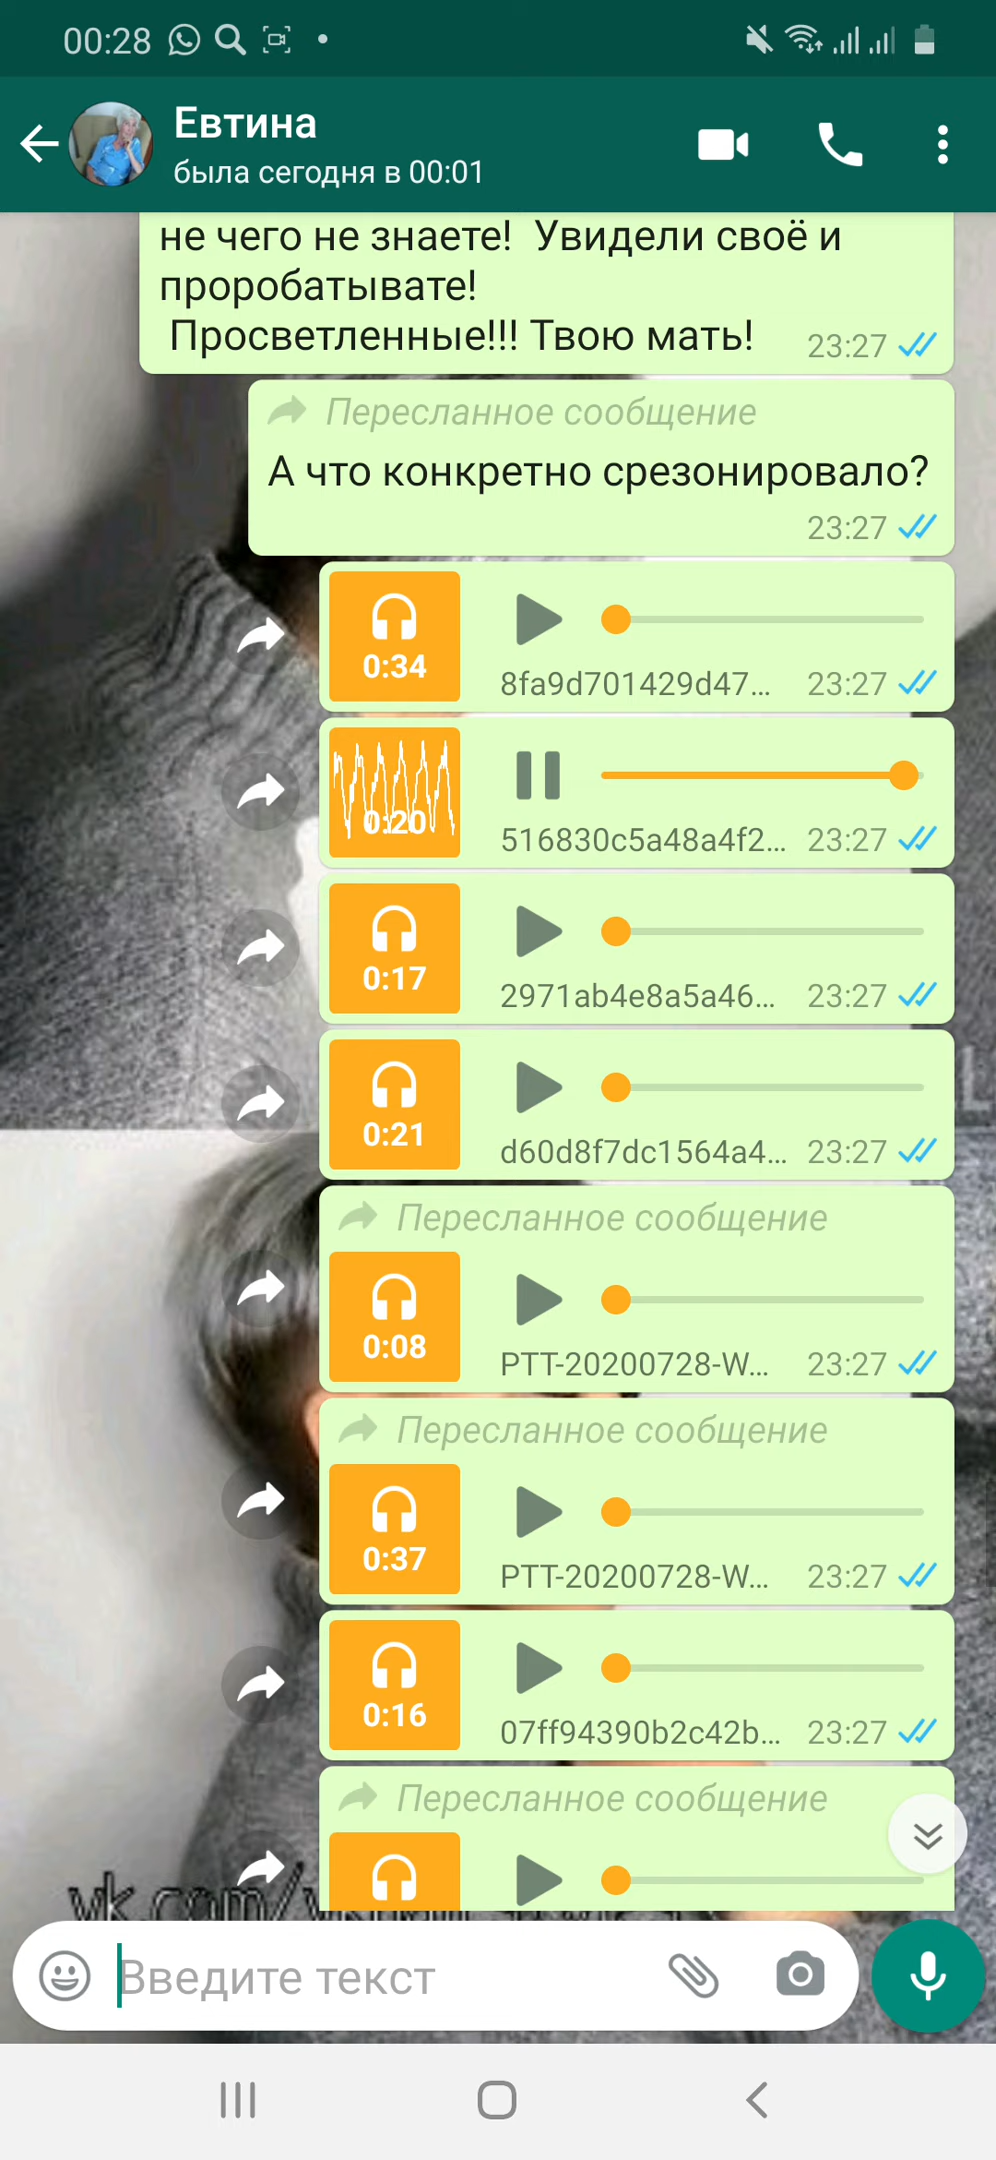 00:28
Евтина
была сегодня в 00:01
не чего не знаете!  Увидели своё и
проробатывате!
Просветленные!!! Твою мать!
23:27
Пересланное сообщение
А что конкретно срезонировало?
23:27
0:34
8fa9d701429d47... 23:27
0:20
516830c5a48a4f2... 23:27
0:17
2971ab4e8a5a46... 23:27
0:21
d60d8f7dc1564a4... 23:27
Пересланное сообщение
0:08
PTT-20200728-W... 23:27
Пересланное сообщение
0:37
PTT-20200728-W... 23:27
0:16
07ff94390b2c42b... 23:27
Пересланное сообщение
vk.com/
Введите текст